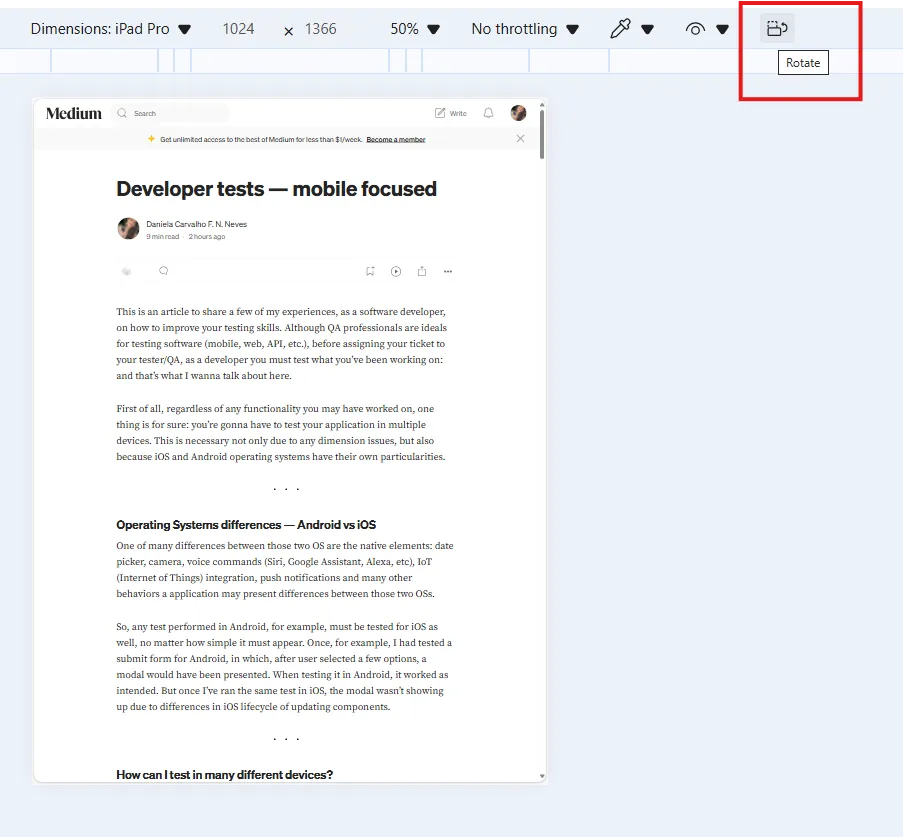 Dimensions: iPad Pro 1024 × 1366 50% No throttling
Rotate
Medium Search Write
Get unlimited access to the best of Medium for less than $1/week. Become a member
Developer tests — mobile focused
Daniela Carvalho F. N. Neves
9 min read · 2 hours ago
This is an article to share a few of my experiences, as a software developer,
on how to improve your testing skills. Although QA professionals are ideals
for testing software (mobile, web, API, etc.), before assigning your ticket to
your tester/QA, as a developer you must test what you've been working on:
and that's what I wanna talk about here.
First of all, regardless of any functionality you may have worked on, one
thing is for sure: you're gonna have to test your application in multiple
devices. This is necessary not only due to any dimension issues, but also
because iOS and Android operating systems have their own particularities.
. . .
Operating Systems differences — Android vs iOS
One of many differences between those two OS are the native elements: date
picker, camera, voice commands (Siri, Google Assistant, Alexa, etc), IoT
(Internet of Things) integration, push notifications and many other
behaviors a application may present differences between those two OSs.
So, any test performed in Android, for example, must be tested for iOS as
well, no matter how simple it must appear. Once, for example, I had tested a
submit form for Android, in which, after user selected a few options, a
modal would have been presented. When testing it in Android, it worked as
intended. But once I've ran the same test in iOS, the modal wasn't showing
up due to differences in iOS lifecycle of updating components.
. . .
How can I test in many different devices?